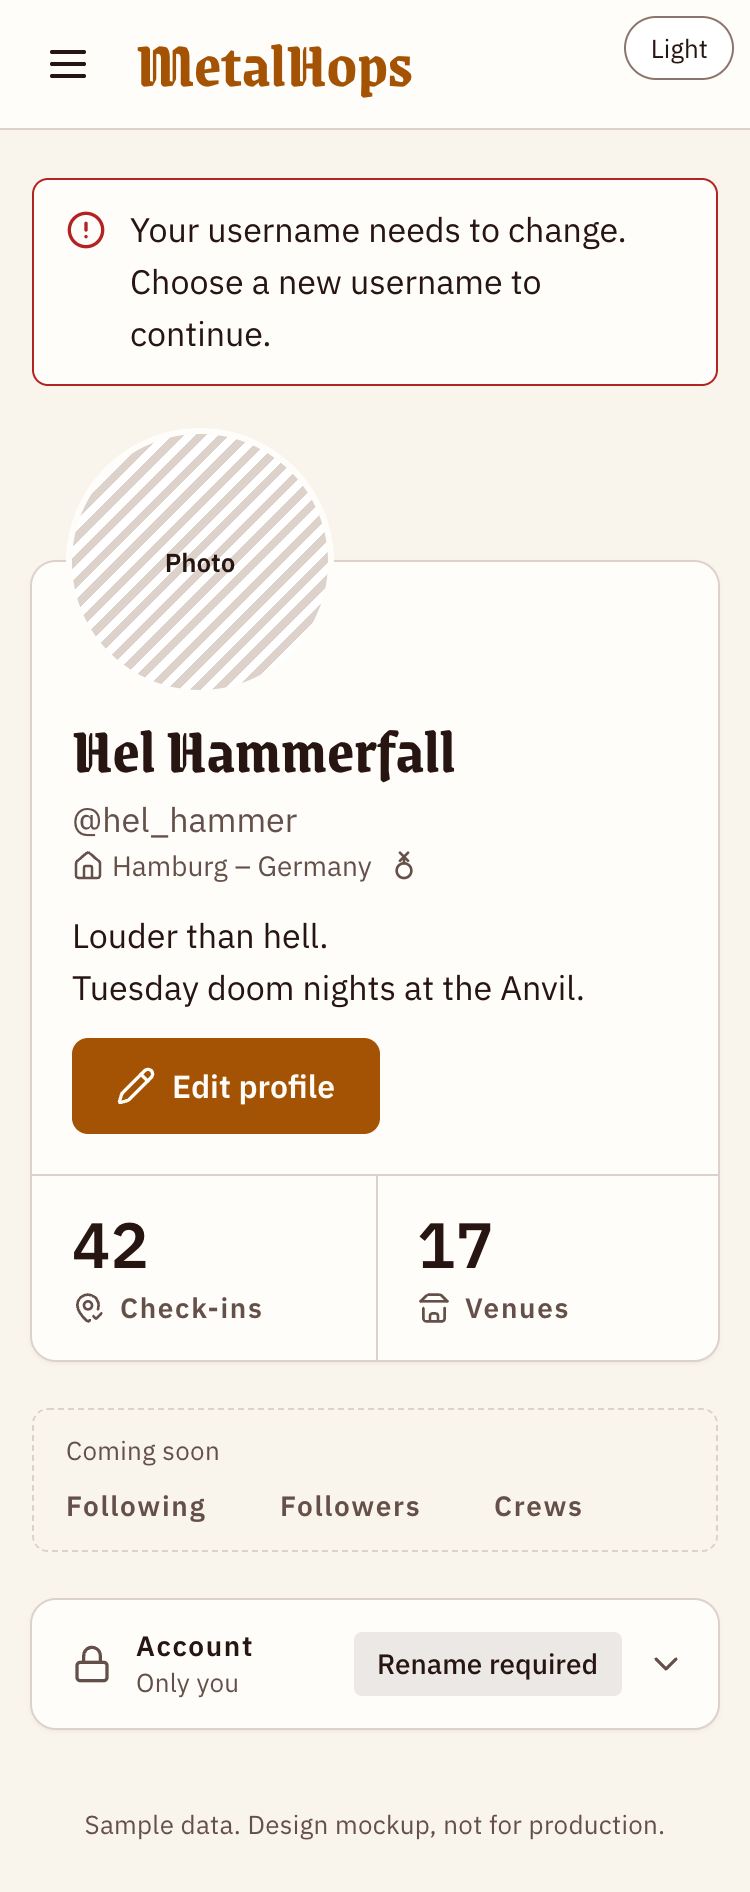 MetalHops
Light
Your username needs to change.
Choose a new username to
continue.
Photo
Hel Hammerfall
@hel_hammer
Hamburg – Germany
Louder than hell.
Tuesday doom nights at the Anvil.
Edit profile
42
Check-ins
17
Venues
Coming soon
Following Followers Crews
Account
Only you
Rename required
Sample data. Design mockup, not for production.